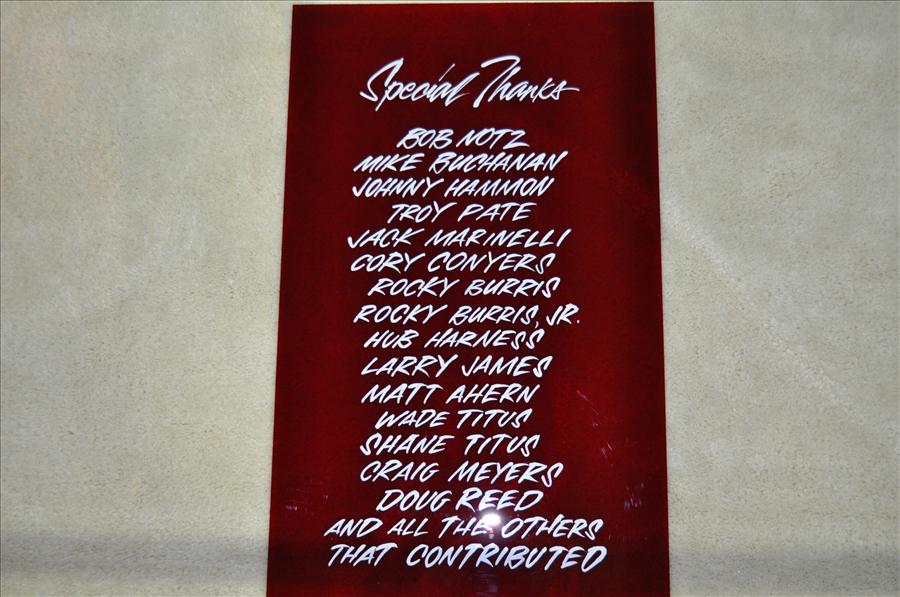 Special Thanks
BOB NOTZ
MIKE BUCHANAN
JOHNNY HAMMON
TROY PATE
JACK MARINELLI
CORY CONYERS
ROCKY BURRIS
ROCKY BURRIS, JR.
HUB HARNESS
LARRY JAMES
MATT AHERN
WADE TITUS
SHANE TITUS
CRAIG MEYERS
DOUG REED
AND ALL THE OTHERS
THAT CONTRIBUTED